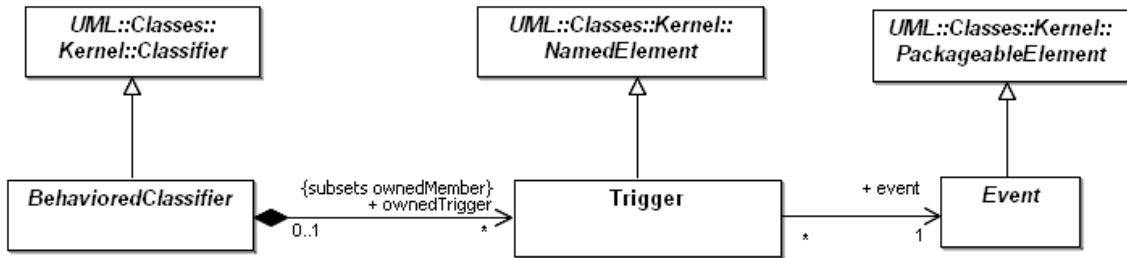 UML::Classes::
Kernel::Classifier
UML::Classes::Kernel::
NamedElement
UML::Classes::Kernel::
PackageableElement
BehavioredClassifier
{subsets ownedMember}
+ ownedTrigger
0..1
*
Trigger
+ event
*
1
Event